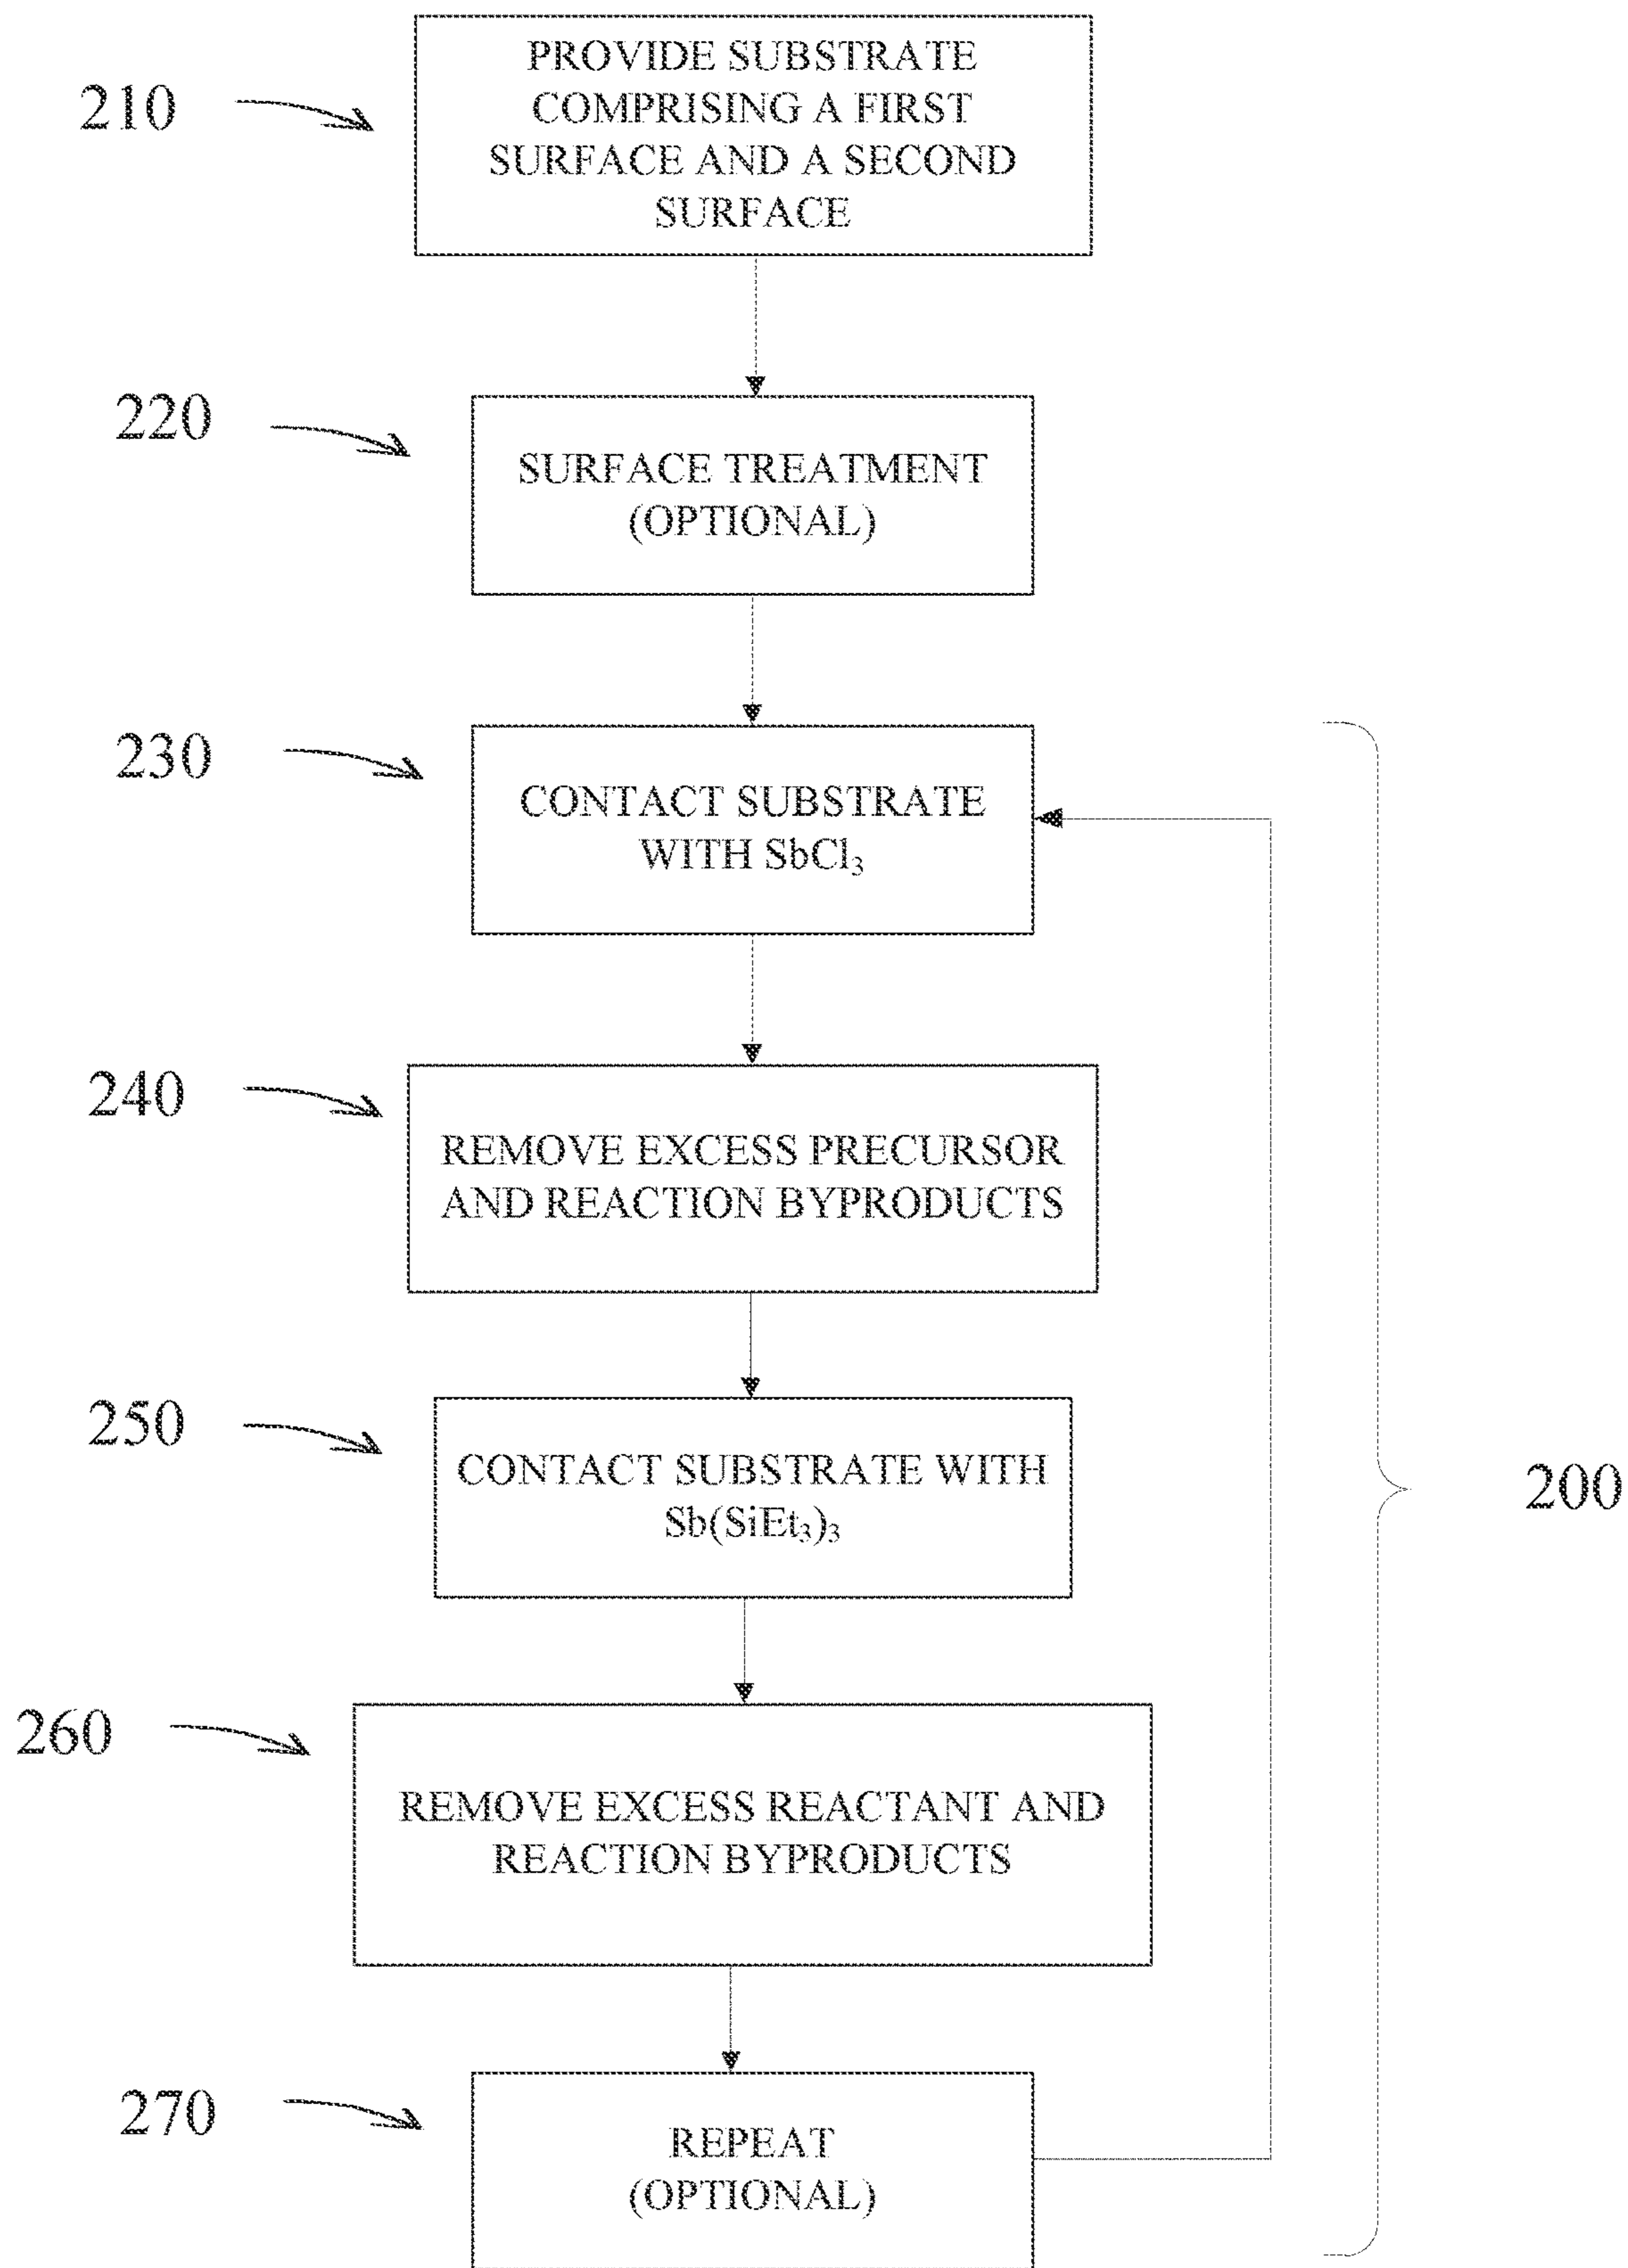 210
PROVIDE SUBSTRATE
COMPRISING A FIRST
SURFACE AND A SECOND
SURFACE
220
SURFACE TREATMENT
(OPTIONAL)
230
CONTACT SUBSTRATE
WITH SbCl₃
240
REMOVE EXCESS PRECURSOR
AND REACTION BYPRODUCTS
250
CONTACT SUBSTRATE WITH
Sb(SiEt₃)₃
200
260
REMOVE EXCESS REACTANT AND
REACTION BYPRODUCTS
270
REPEAT
(OPTIONAL)